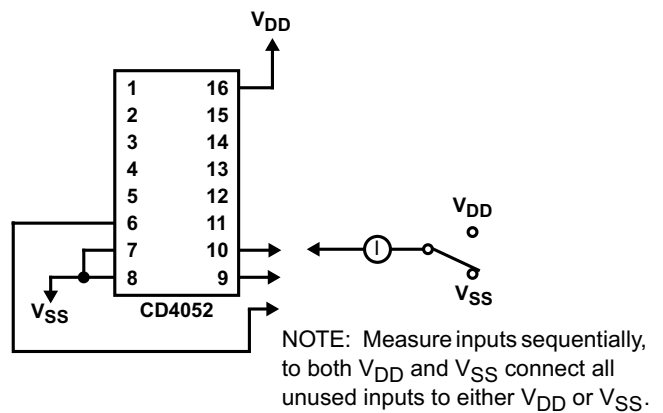 VDD
1 16
2 15
3 14
4 13
5 12
6 11
7 10
8 9
VSS
CD4052
I
VDD
VSS
NOTE: Measure inputs sequentially,
to both VDD and VSS connect all
unused inputs to either VDD or VSS.